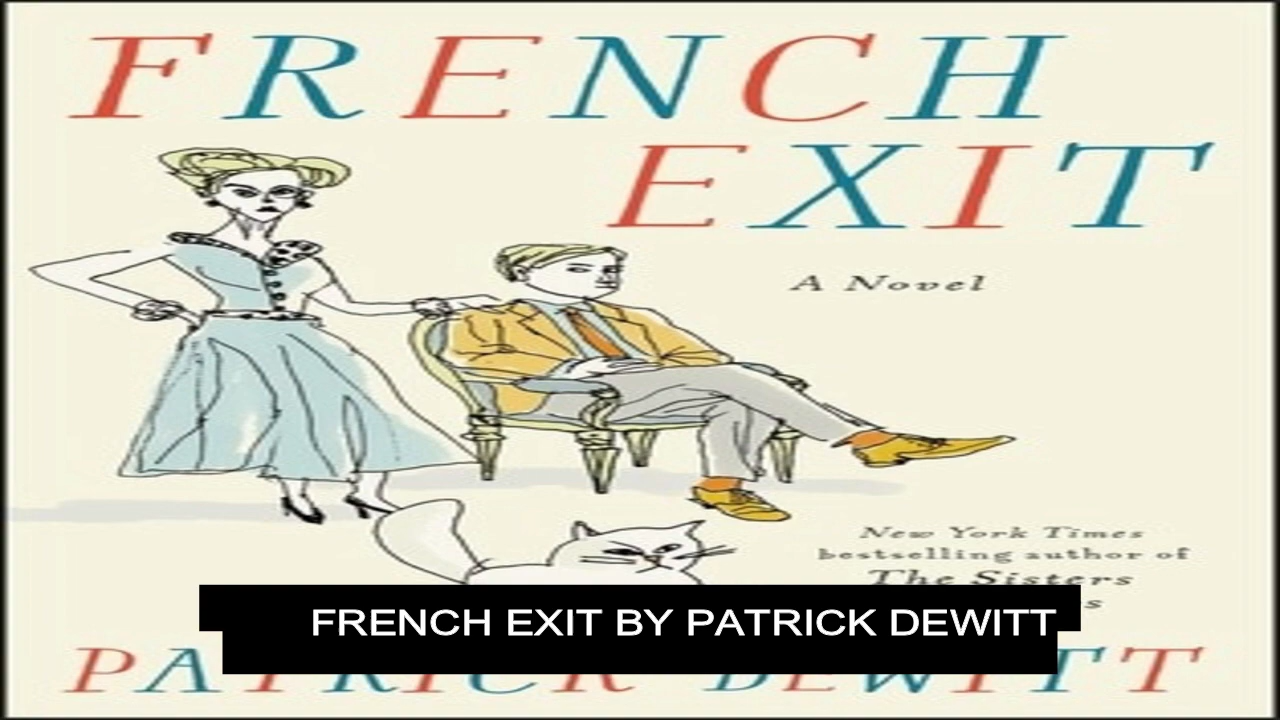 FRENCH
EXIT
A Novel
New York Times
bestselling author of
The Sisters
FRENCH EXIT BY PATRICK DEWITT